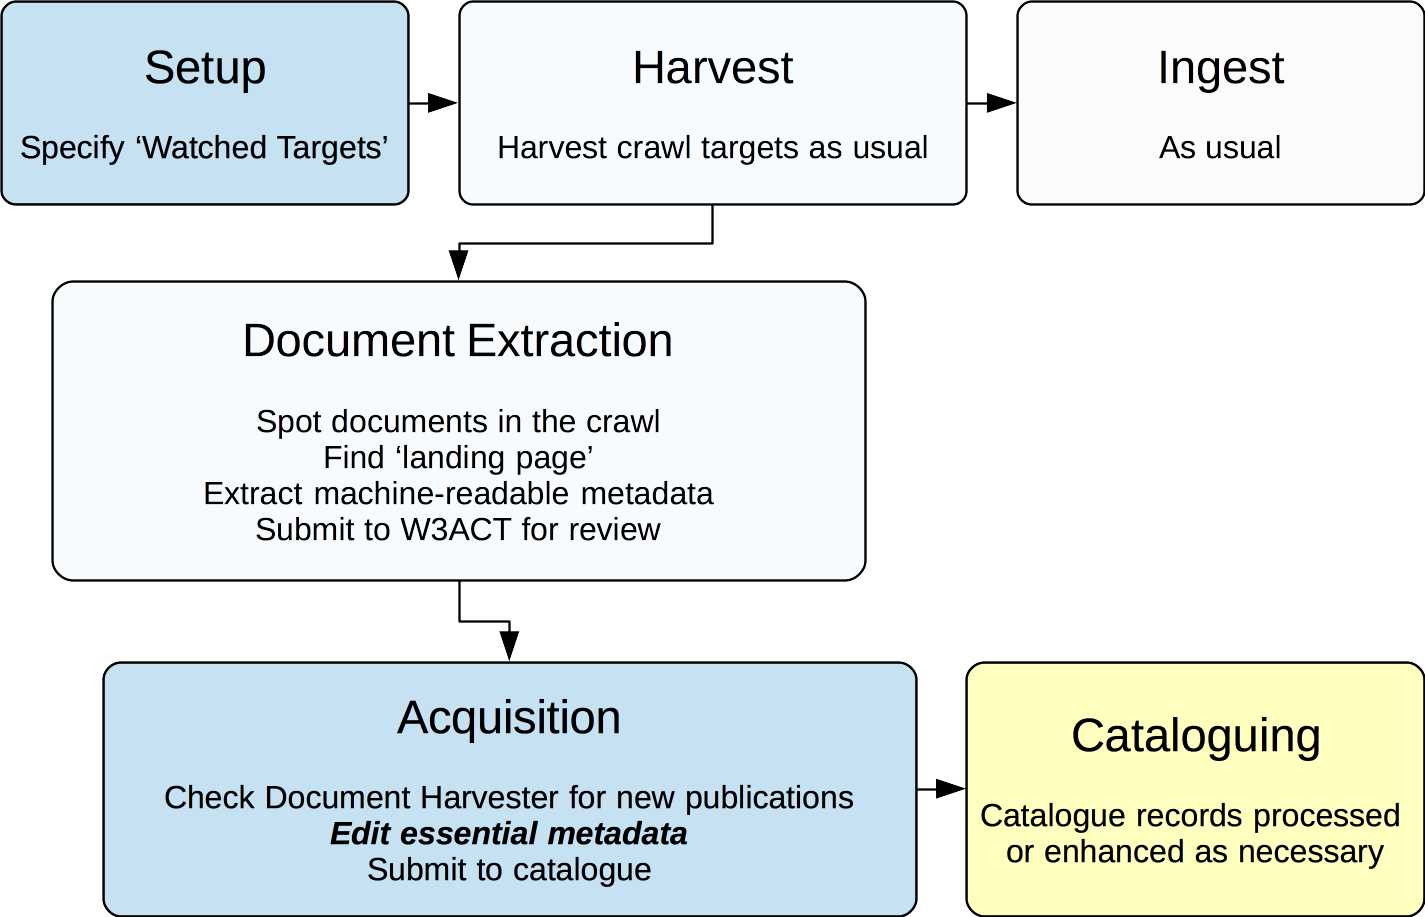 Setup
Specify ‘Watched Targets’
Harvest
Harvest crawl targets as usual
Ingest
As usual
Document Extraction
Spot documents in the crawl
Find ‘landing page’
Extract machine-readable metadata
Submit to W3ACT for review
Acquisition
Check Document Harvester for new publications
Edit essential metadata
Submit to catalogue
Cataloguing
Catalogue records processed
or enhanced as necessary